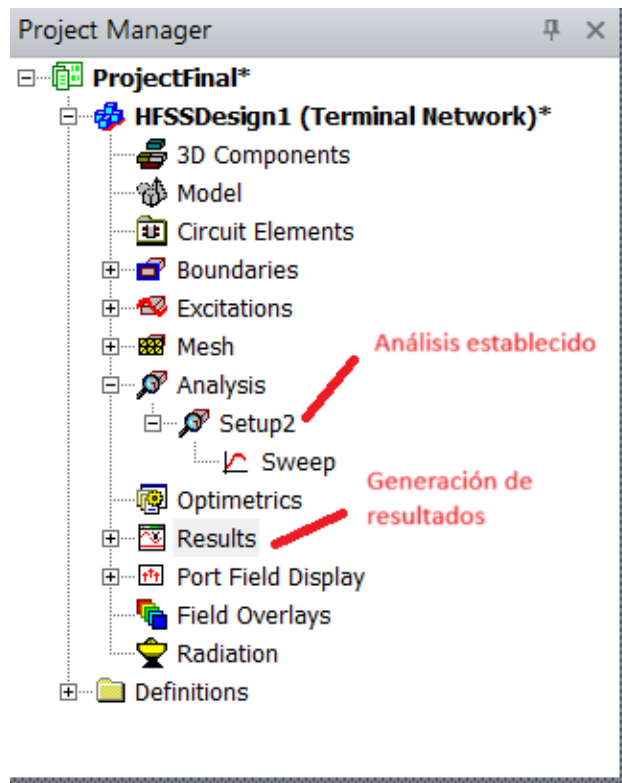 Project Manager
ProjectFinal*
HFSSDesign1 (Terminal Network)*
3D Components
Model
Circuit Elements
Boundaries
Excitations
Mesh
Análisis establecido
Analysis
Setup2
Sweep
Generación de
resultados
Optimetrics
Results
Port Field Display
Field Overlays
Radiation
Definitions